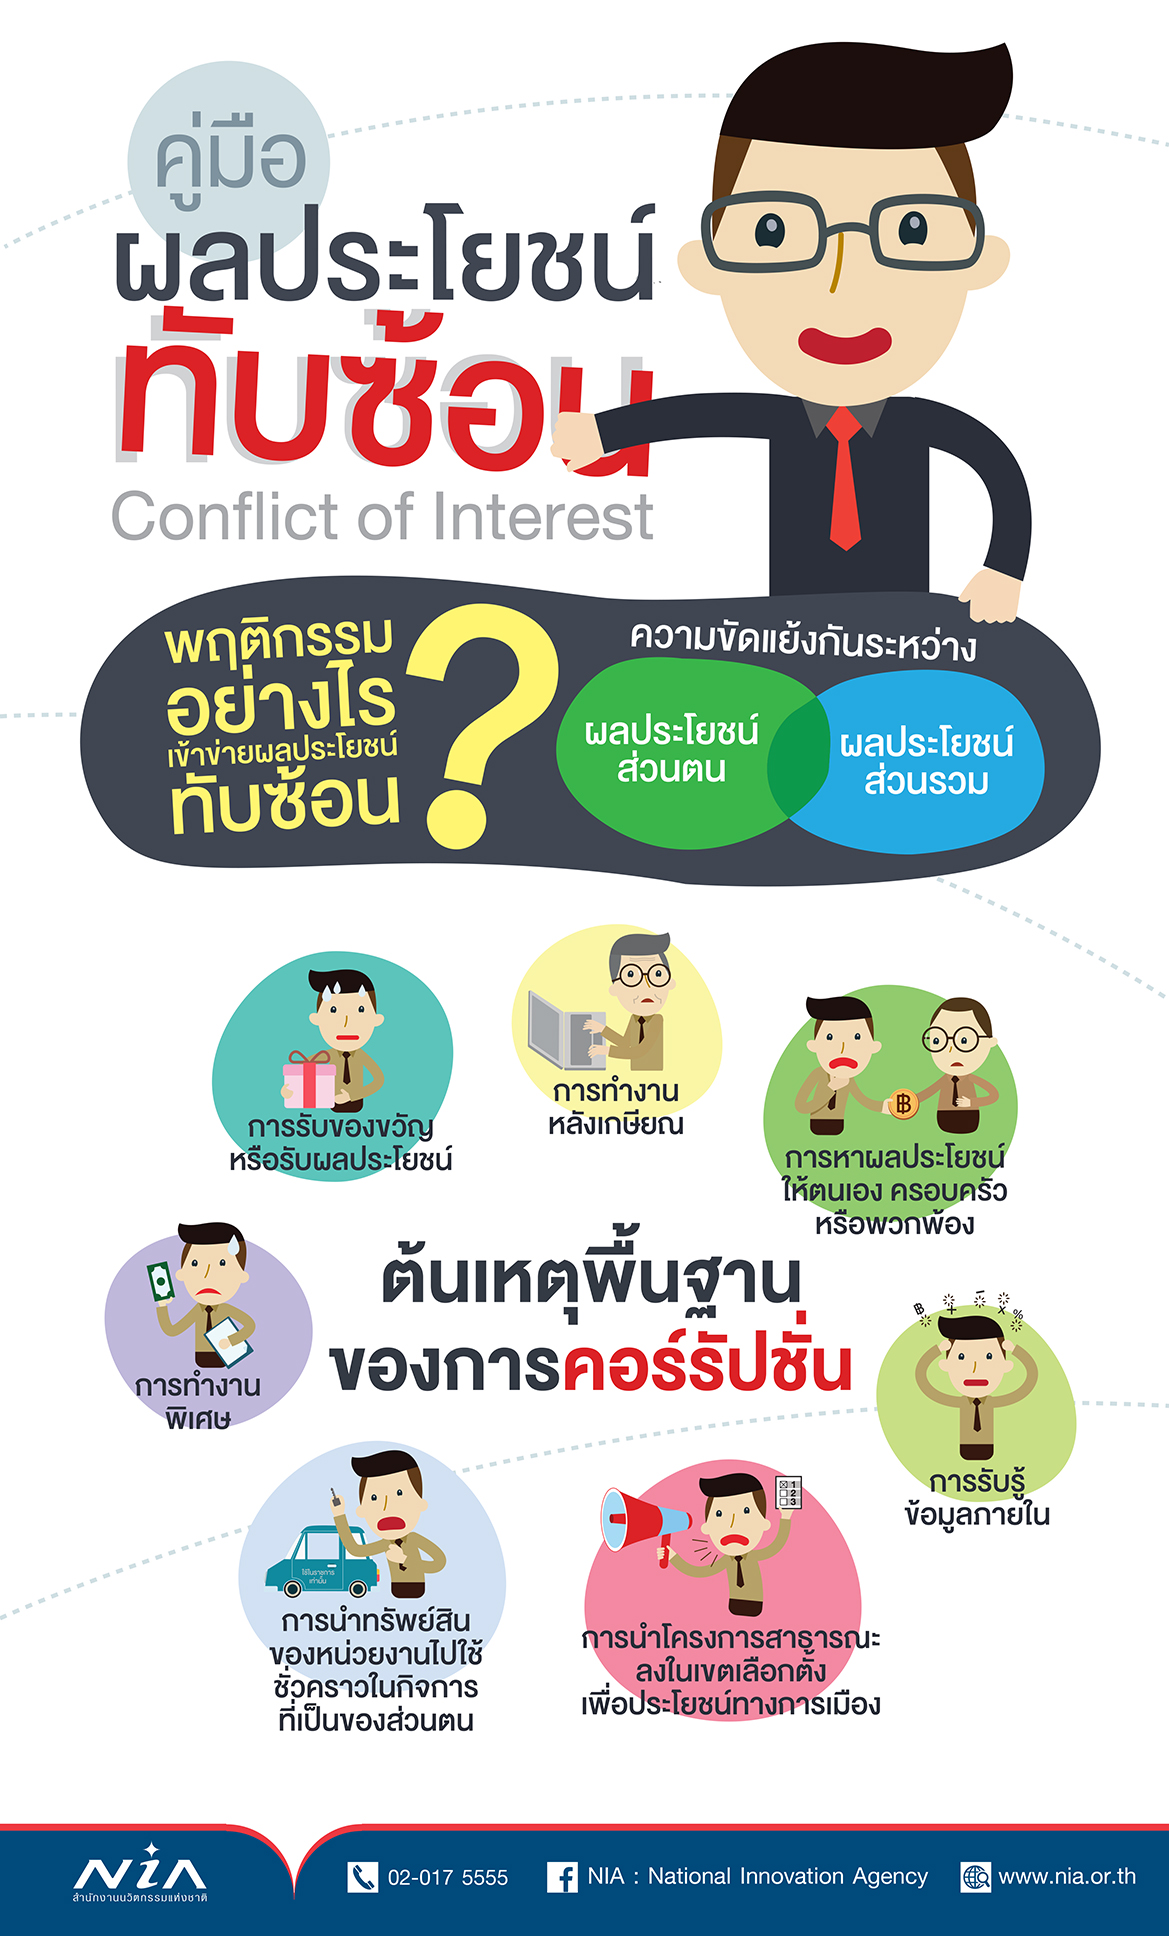 คู่มือ
ผลประโยชน์
ทับซ้อน
Conflict of Interest
พฤติกรรม
อย่างไร
เข้าข่ายผลประโยชน์
ทับซ้อน
?
ความขัดแย้งกันระหว่าง
ผลประโยชน์
ส่วนตน
ผลประโยชน์
ส่วนรวม
การรับของขวัญ
หรือรับผลประโยชน์
การทำงาน
หลังเกษียณ
฿
การหาผลประโยชน์
ให้ตนเอง ครอบครัว
หรือพวกพ้อง
ต้นเหตุพื้นฐาน
ของการคอร์รัปชั่น
การทำงาน
พิเศษ
฿ + − x %
การรับรู้
ข้อมูลภายใน
ใช้ในราชการ
เท่านั้น
การนำทรัพย์สิน
ของหน่วยงานไปใช้
ชั่วคราวในกิจการ
ที่เป็นของส่วนตน
1
2
3
การนำโครงการสาธารณะ
ลงในเขตเลือกตั้ง
เพื่อประโยชน์ทางการเมือง
NIA
สำนักงานนวัตกรรมแห่งชาติ
02-017 5555
NIA : National Innovation Agency
www.nia.or.th